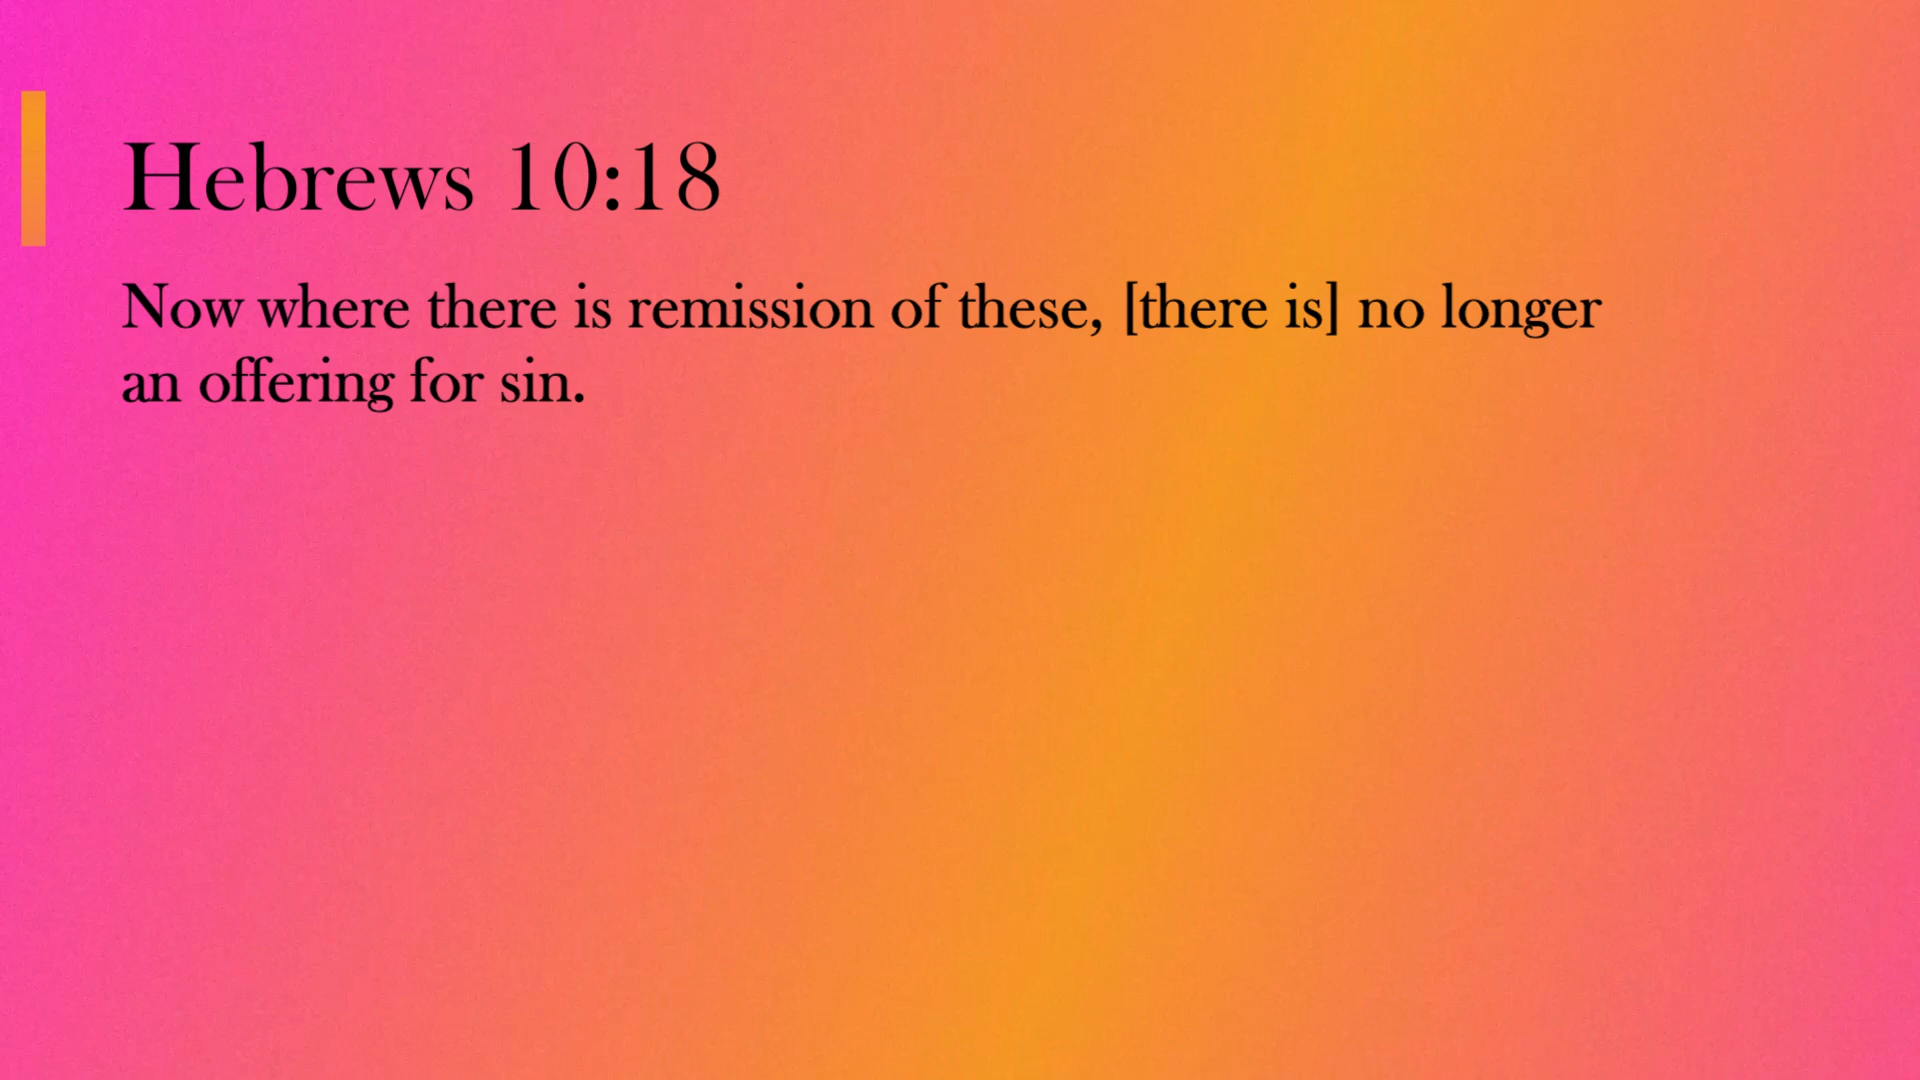 Hebrews 10:18
Now where there is remission of these, [there is] no longer
an offering for sin.